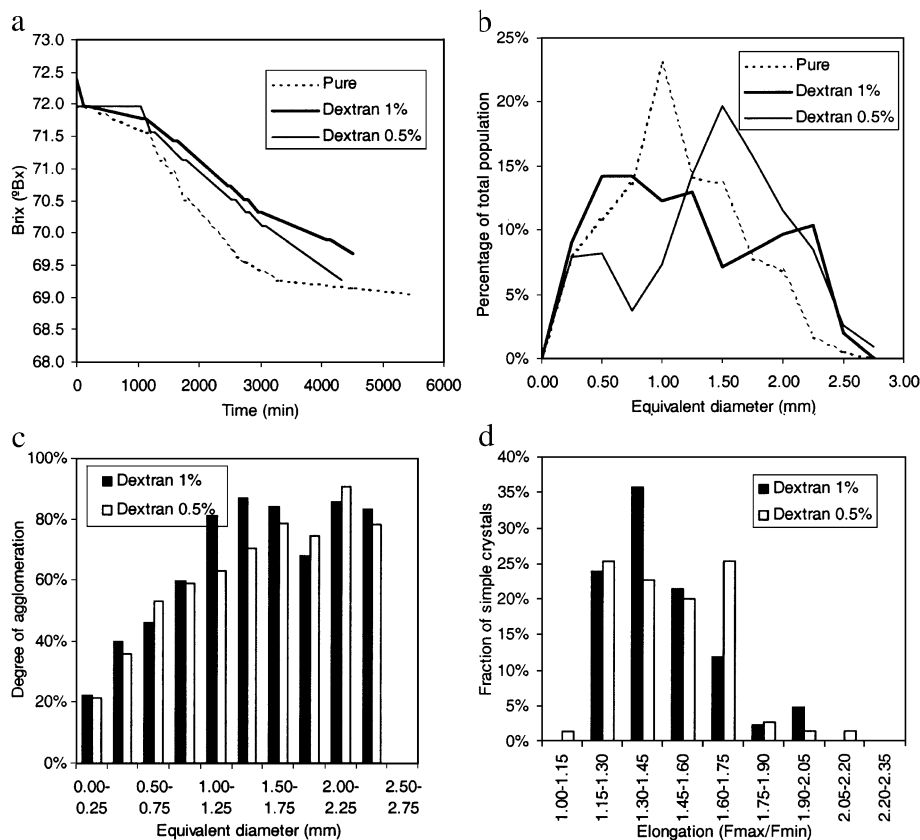 a
73.0
72.5
72.0
71.5
71.0
70.5
70.0
69.5
69.0
68.5
68.0
Brix (ºBx)
0 1000 2000 3000 4000 5000 6000
Time (min)
Pure
Dextran 1%
Dextran 0.5%
b
25%
20%
15%
10%
5%
0%
Percentage of total population
0.00 0.50 1.00 1.50 2.00 2.50 3.00
Equivalent diameter (mm)
Pure
Dextran 1%
Dextran 0.5%
c
100%
80%
60%
40%
20%
0%
Degree of agglomeration
Dextran 1%
Dextran 0.5%
0.00- 0.50- 1.00- 1.50- 2.00- 2.50-
0.25 0.75 1.25 1.75 2.25 2.75
Equivalent diameter (mm)
d
40%
35%
30%
25%
20%
15%
10%
5%
0%
Fraction of simple crystals
Dextran 1%
Dextran 0.5%
1.00-1.15
1.15-1.30
1.30-1.45
1.45-1.60
1.60-1.75
1.75-1.90
1.90-2.05
2.05-2.20
2.20-2.35
Elongation (Fmax/Fmin)